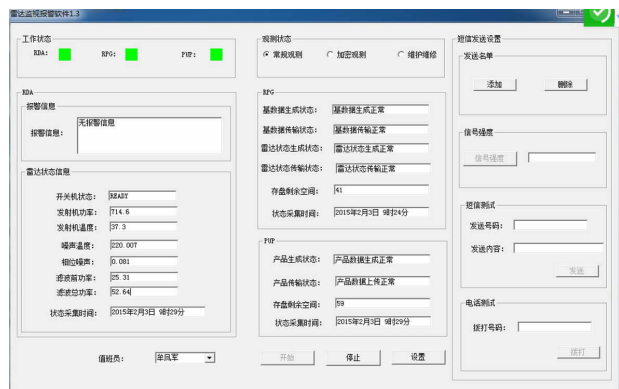 雷达监视报警软件1.3
工作状态
RDA: RPG: PUP:
观测状态
常规观测 加密观测 维护维修
短信发送设置
发送名单
添加 删除
RDA
报警信息
报警信息: 无报警信息
雷达状态信息
开关机状态: READY
发射机功率: 714.6
发射机温度: 37.3
噪声温度: 220.007
相位噪声: 0.081
滤波前功率: 25.31
滤波总功率: 52.64
状态采集时间: 2015年2月3日 9时29分
值班员: 单凤军
RPG
基数据生成状态: 基数据生成正常
基数据传输状态: 基数据传输正常
雷达状态生成状态: 雷达状态生成正常
雷达状态传输状态: 雷达状态传输正常
存盘剩余空间: 41
状态采集时间: 2015年2月3日 9时24分
PUP
产品生成状态: 产品数据生成正常
产品传输状态: 产品数据上传正常
存盘剩余空间: 59
状态采集时间: 2015年2月3日 9时29分
开始 停止 设置
信号强度
信号强度
短信测试
发送号码:
发送内容:
发送
电话测试
拨打号码:
拨打